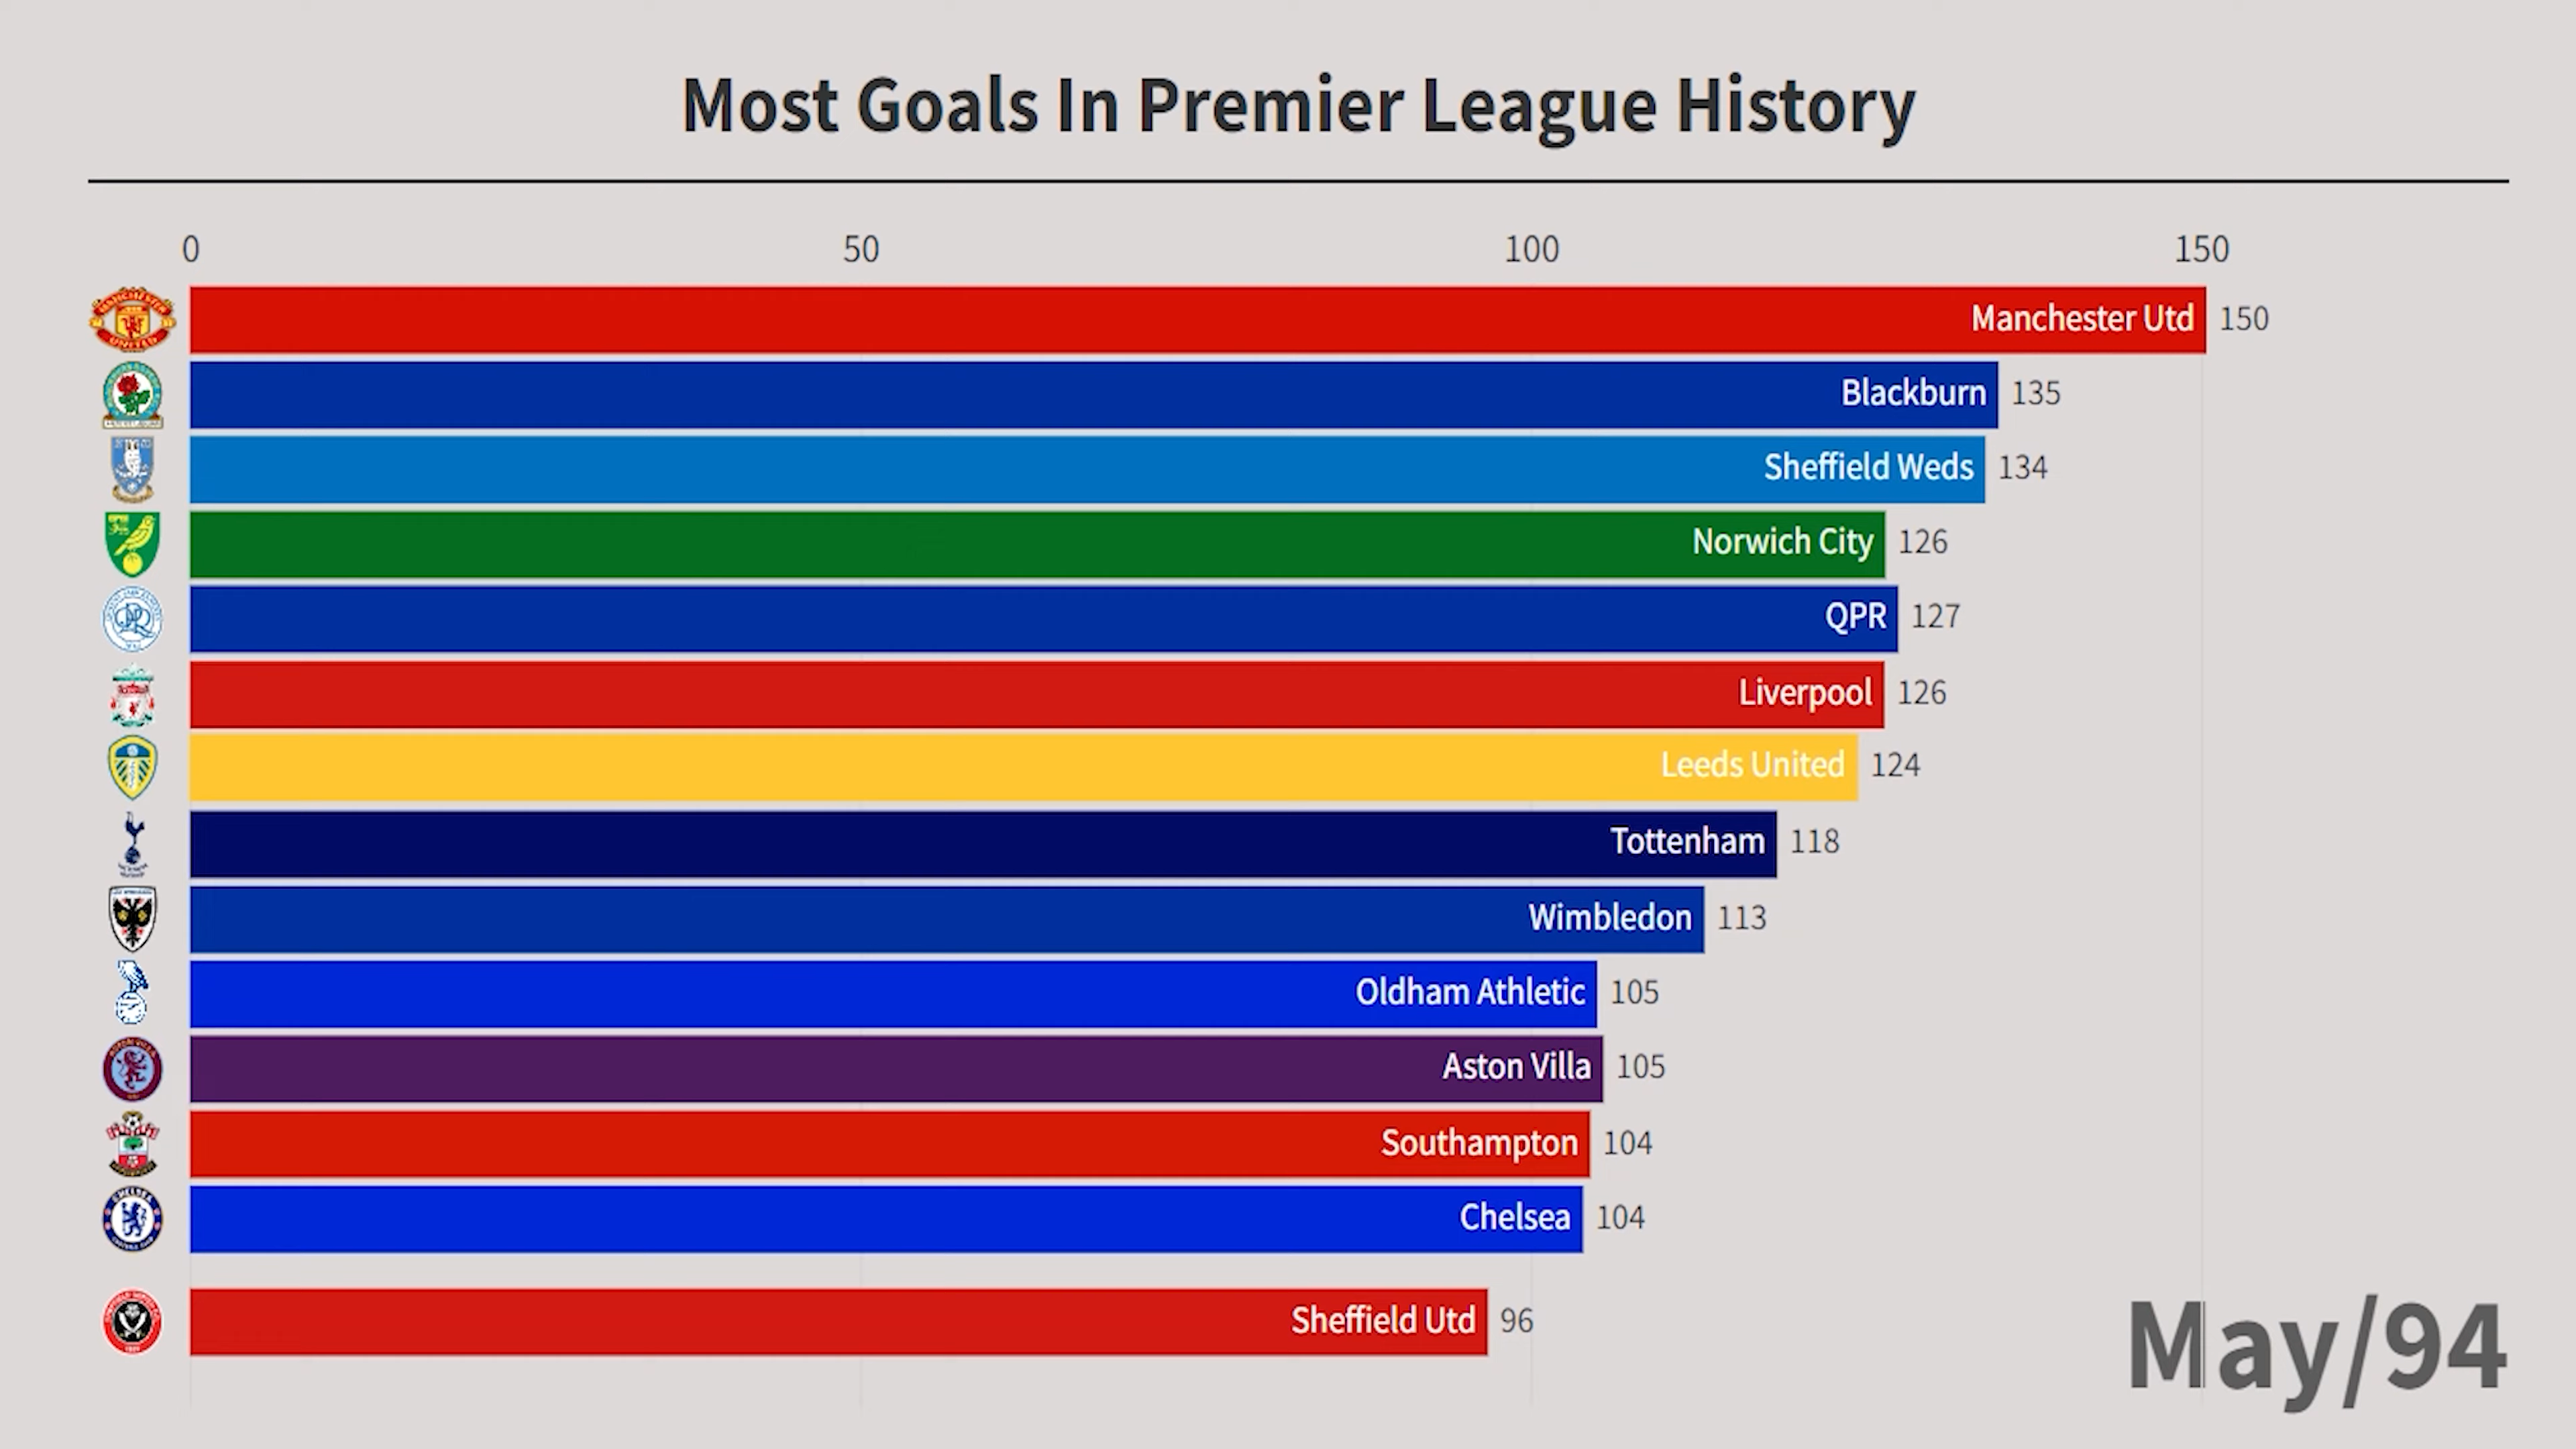 Most Goals In Premier League History
0 50 100 150
Manchester Utd 150
Blackburn 135
Sheffield Weds 134
Norwich City 126
QPR 127
Liverpool 126
Leeds United 124
Tottenham 118
Wimbledon 113
Oldham Athletic 105
Aston Villa 105
Southampton 104
Chelsea 104
Sheffield Utd 96
May/94